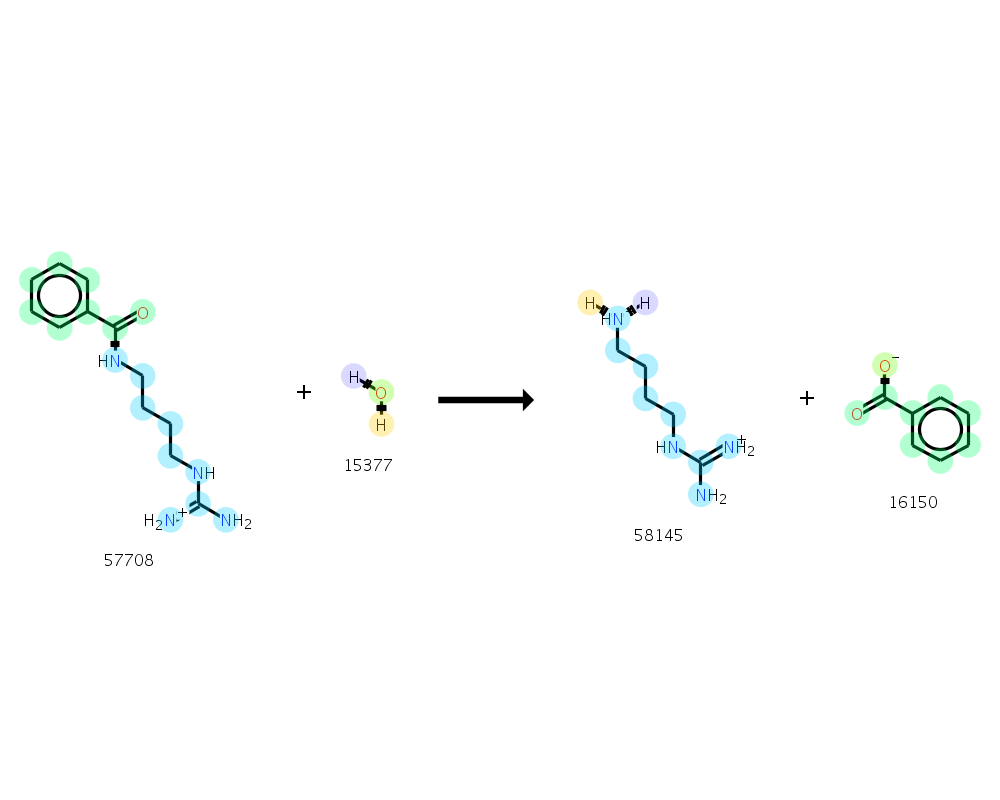 O
HN
NH
H2N+
NH2
57708
+
H
O
H
15377
H
H
HN+
HN
NH2+
NH2
58145
+
O−
O
16150